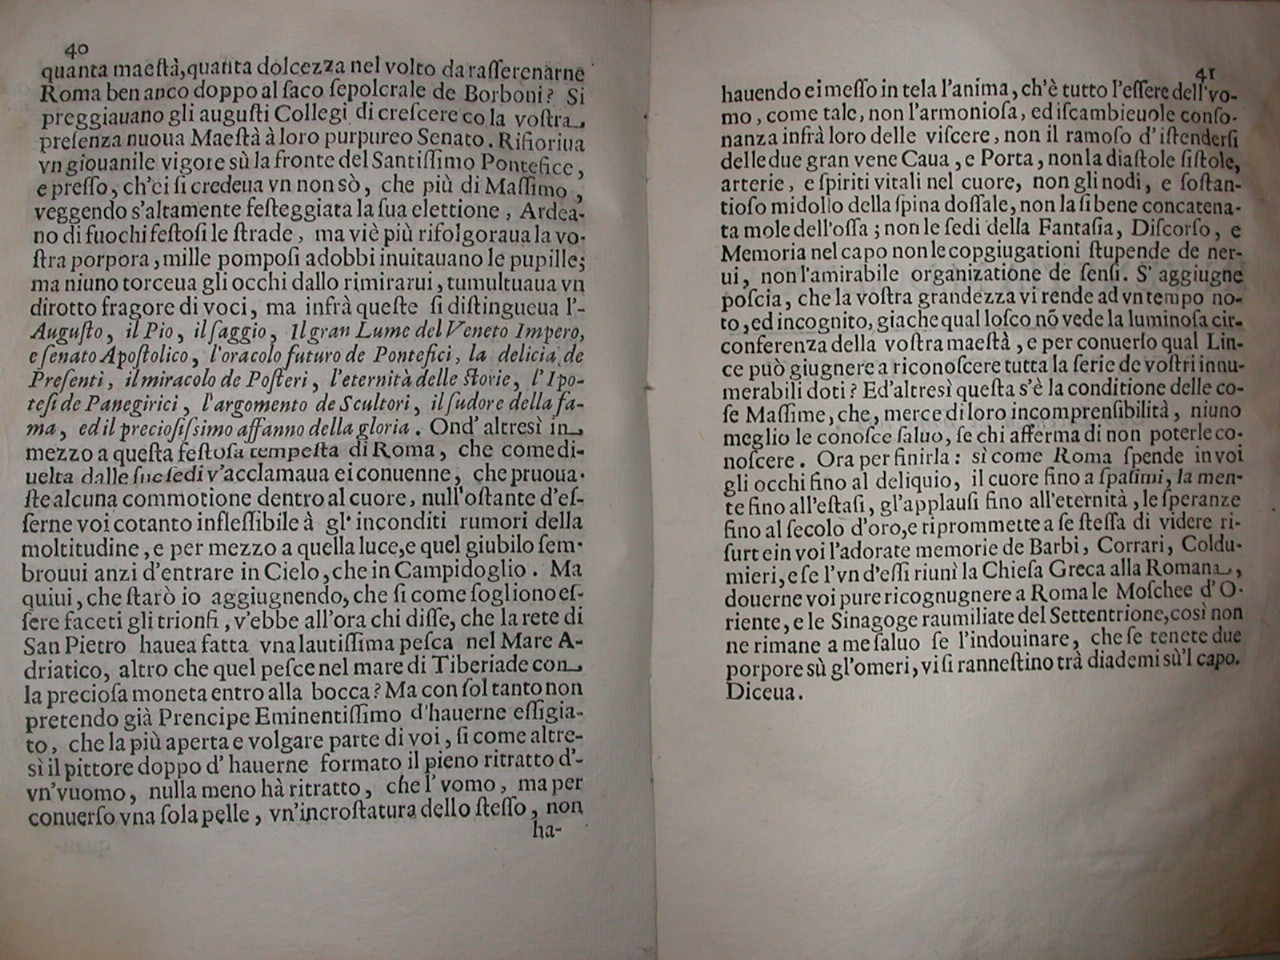 40
quanta maeſtà, quanta dolcezza nel volto da raſſerenarne
Roma ben anco doppo al ſaco ſepolcrale de Borboni? Si
preggiauano gli auguſti Collegi di creſcere co la voſtra
preſenza nuoua Maeſtà à loro purpureo Senato. Rifioriua
vn giouanile vigore sù la fronte del Santiſſimo Pontefice,
e preſſo, ch'ei ſi credeua vn non sò, che più di Maſſimo,
veggendo s'altamente feſteggiata la ſua elettione, Ardea-
no di fuochi feſtoſi le ſtrade, ma viè più rifolgoraua la vo-
ſtra porpora, mille pompoſi adobbi inuitauano le pupille;
ma niuno torceua gli occhi dallo rimirarui, tumultuaua vn
dirotto fragore di voci, ma infrà queſte ſi diſtingueua l'-
Auguſto, il Pio, il ſaggio, Il gran Lume del Veneto Impero,
e ſenato Apoſtolico, l'oracolo futuro de Pontefici, la delicia de
Preſenti, il miracolo de Poſteri, l'eternità delle Storie, l'Ipo-
teſi de Panegirici, l'argomento de Scultori, il ſudore della fa-
ma, ed il precioſiſsimo affanno della gloria. Ond' altresì in
mezzo a queſta feſtoſa tempeſta di Roma, che come di-
uelta dalle ſue ſedi v'acclamaua ei conuenne, che pruoua-
ſte alcuna commotione dentro al cuore, null'oſtante d'eſ-
ſerne voi cotanto infleſſibile à gl' inconditi rumori della
moltitudine, e per mezzo a quella luce, e quel giubilo ſem-
brouui anzi d'entrare in Cielo, che in Campidoglio. Ma
quiui, che ſtarò io aggiugnendo, che ſi come ſogliono eſ-
ſere faceti gli trionfi, v'ebbe all'ora chi diſſe, che la rete di
San Pietro hauea fatta vna lautiſſima peſca nel Mare A-
driatico, altro che quel peſce nel mare di Tiberiade con
la precioſa moneta entro alla bocca? Ma con ſol tanto non
pretendo già Prencipe Eminentiſſimo d'hauerne effigia-
to, che la più aperta e volgare parte di voi, ſi come altre-
sì il pittore doppo d' hauerne formato il pieno ritratto d'-
vn'vuomo, nulla meno hà ritratto, che l' vomo, ma per
conuerſo vna ſola pelle, vn'incroſtatura dello ſteſſo, non
ha-
41
hauendo ei meſſo in tela l'anima, ch'è tutto l'eſſere dell'vo-
mo, come tale, non l'armonioſa, ed iſcambieuole conſo-
nanza infrà loro delle viſcere, non il ramoſo d'iſtenderſi
delle due gran vene Caua, e Porta, non la diaſtole ſiſtole,
arterie, e ſpiriti vitali nel cuore, non gli nodi, e ſoſtan-
tioſo midollo della ſpina doſſale, non la ſi bene concatena-
ta mole dell'oſſa; non le ſedi della Fantaſia, Diſcorſo, e
Memoria nel capo non le copgiugationi ſtupende de ner-
ui, non l'amirabile organizatione de ſenſi. S' aggiugne
poſcia, che la voſtra grandezza vi rende ad vn tempo no-
to, ed incognito, giache qual loſco nõ vede la luminoſa cir-
conferenza della voſtra maeſtà, e per conuerſo qual Lin-
ce può giugnere a riconoſcere tutta la ſerie de voſtri innu-
merabili doti? Ed'altresì queſta s'è la conditione delle co-
ſe Maſſime, che, merce di loro incomprenſibilità, niuno
meglio le conoſce ſaluo, ſe chi afferma di non poterle co-
noſcere. Ora per finirla: sì come Roma ſpende in voi
gli occhi fino al deliquio, il cuore fino a ſpaſimi, la men-
te fino all'eſtaſi, gl'applauſi fino all'eternità, le ſperanze
fino al ſecolo d'oro, e riprommette a ſe ſteſſa di videre ri-
ſurte in voi l'adorate memorie de Barbi, Corrari, Coldu-
mieri, e ſe l'vn d'eſſi riunì la Chieſa Greca alla Romana,
douerne voi pure ricognugnere a Roma le Moſchee d'O-
riente, e le Sinagoge raumiliate del Settentrione, così non
ne rimane a me ſaluo ſe l'indouinare, che ſe tenete due
porpore sù gl'omeri, vi ſi ranneſtino trà diademi sù'l capo.
Diceua.